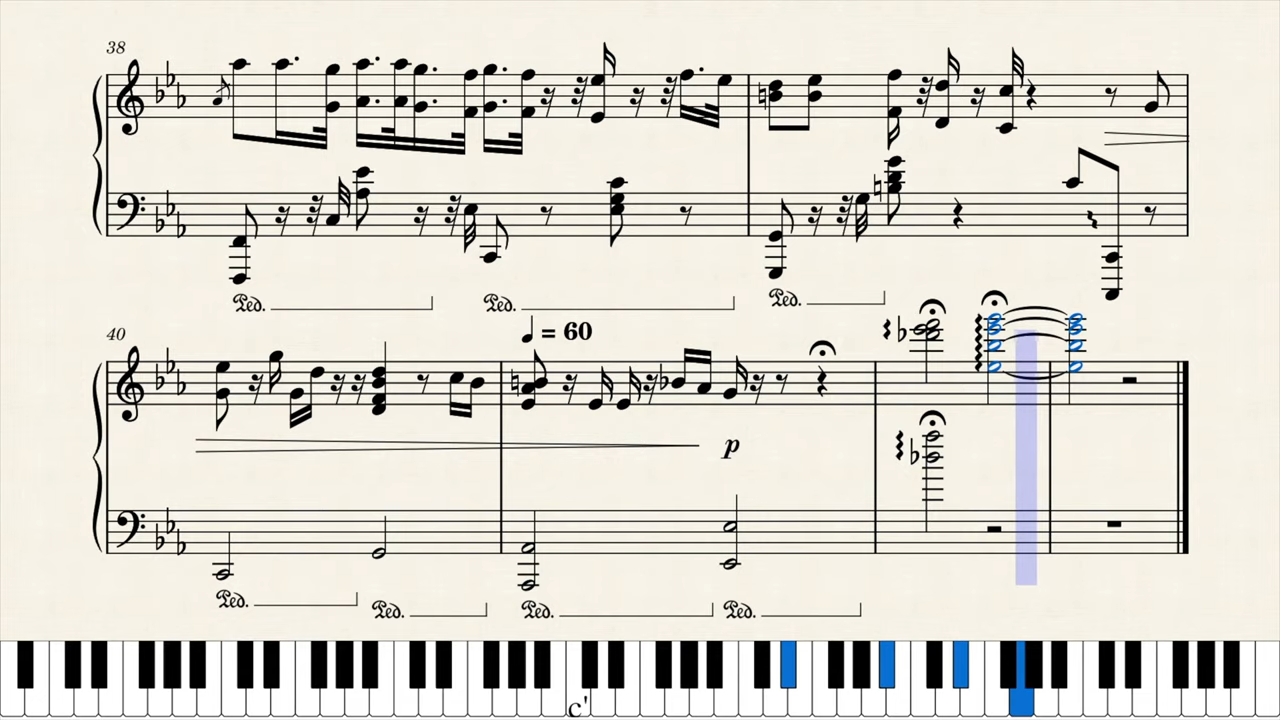 38
Ped. Ped. Ped.
40
♩ = 60
p
Ped. Ped. Ped. Ped.
c'